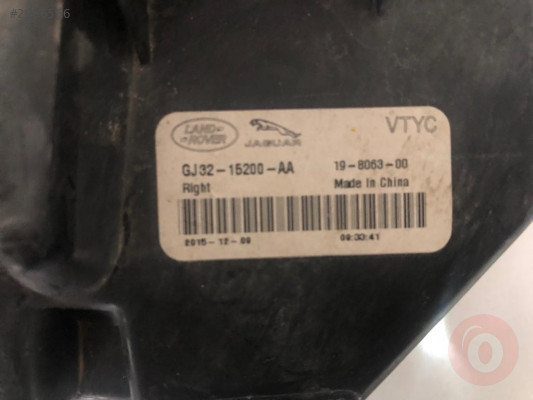 LAND ROVER
JAGUAR
VTYC
GJ32-15200-AA
19-8063-00
Right
Made In China
2015-12-09
09:30:41